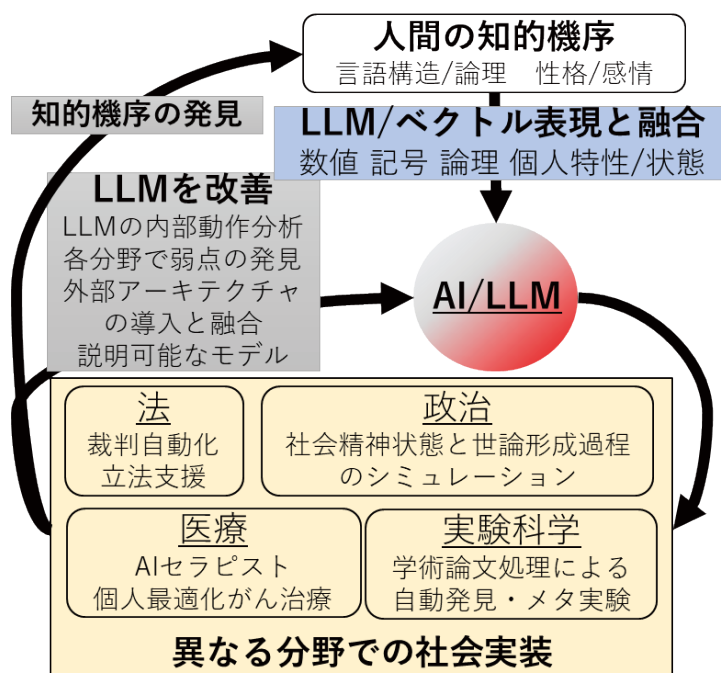 人間の知的機序
言語構造/論理 性格/感情
知的機序の発見
LLM/ベクトル表現と融合
数値 記号 論理 個人特性/状態
LLMを改善
LLMの内部動作分析
各分野で弱点の発見
外部アーキテクチャ
の導入と融合
説明可能なモデル
AI/LLM
法
裁判自動化
立法支援
政治
社会精神状態と世論形成過程
のシミュレーション
医療
AIセラピスト
個人最適化がん治療
実験科学
学術論文処理による
自動発見・メタ実験
異なる分野での社会実装